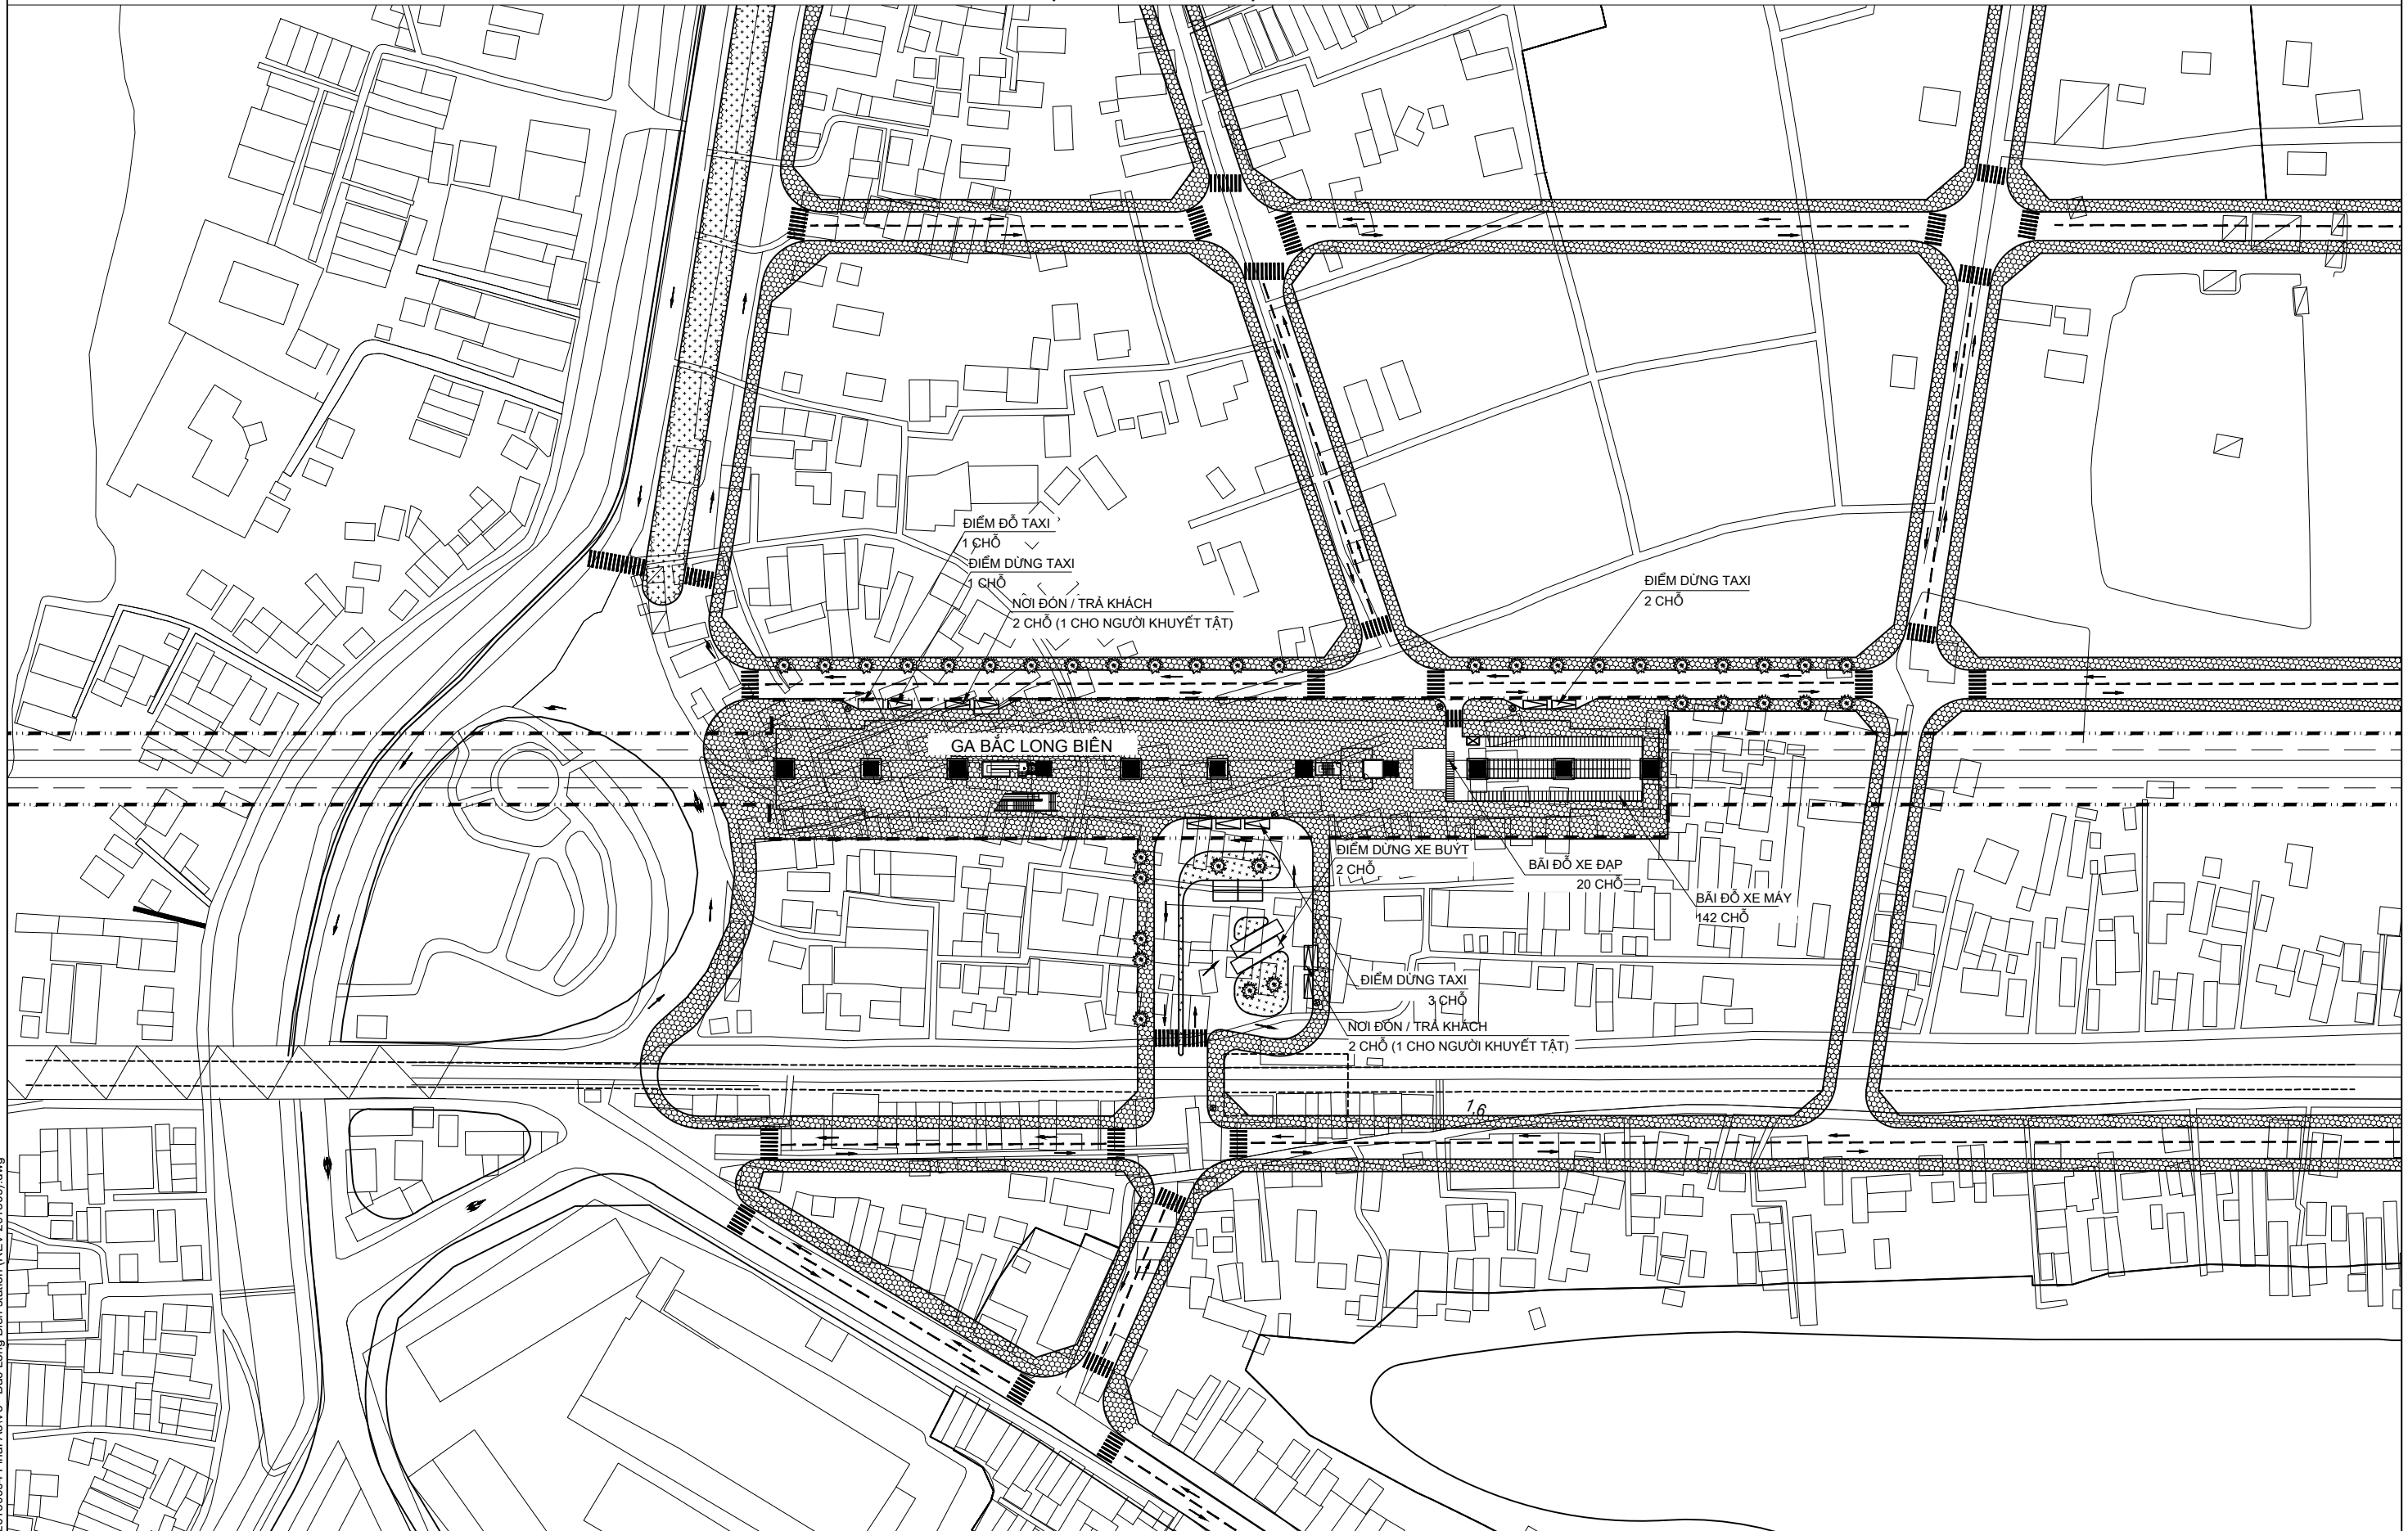 ĐIỂM ĐỖ TAXI
1 CHỖ
ĐIỂM DỪNG TAXI
1 CHỖ
NƠI ĐÓN / TRẢ KHÁCH
2 CHỖ (1 CHO NGƯỜI KHUYẾT TẬT)
ĐIỂM DỪNG TAXI
2 CHỖ
GA BẮC LONG BIÊN
ĐIỂM DỪNG XE BUÝT
2 CHỖ
BÃI ĐỖ XE ĐẠP
20 CHỖ
BÃI ĐỖ XE MÁY
142 CHỖ
ĐIỂM DỪNG TAXI
3 CHỖ
NƠI ĐÓN / TRẢ KHÁCH
2 CHỖ (1 CHO NGƯỜI KHUYẾT TẬT)
1.6